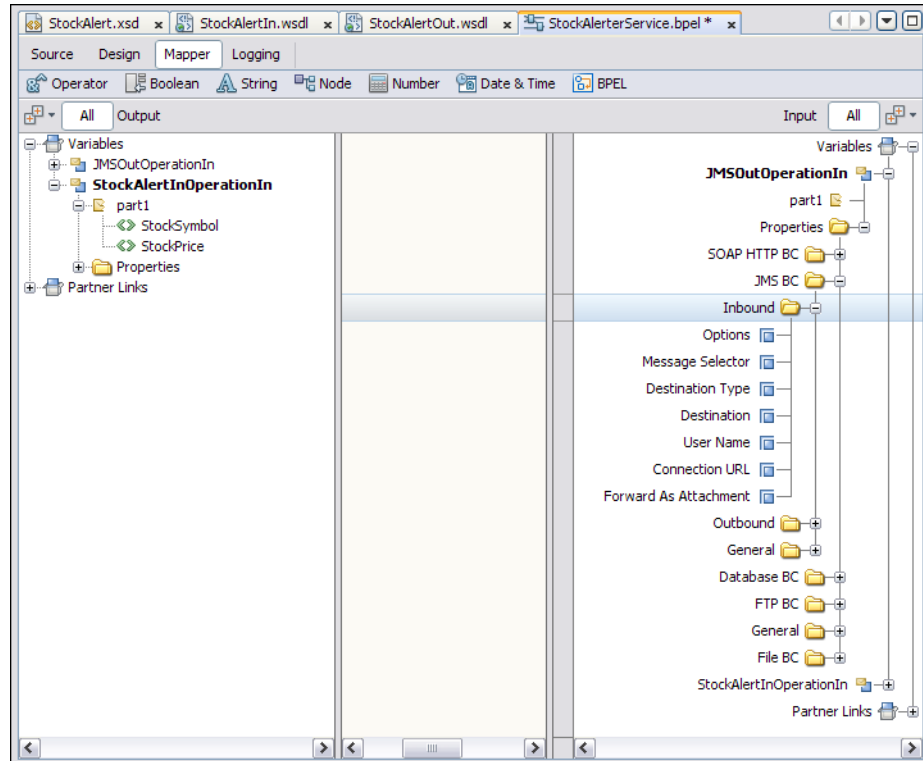 StockAlert.xsd x StockAlertIn.wsdl x StockAlertOut.wsdl x StockAlerterService.bpel * x
Source Design Mapper Logging
Operator Boolean String Node Number Date & Time BPEL
All Output Input All
Variables Variables
JMSOutOperationIn JMSOutOperationIn
StockAlertInOperationIn part1
part1 Properties
StockSymbol SOAP HTTP BC
StockPrice JMS BC
Properties Inbound
Partner Links
Options
Message Selector
Destination Type
Destination
User Name
Connection URL
Forward As Attachment
Outbound
General
Database BC
FTP BC
General
File BC
StockAlertInOperationIn
Partner Links